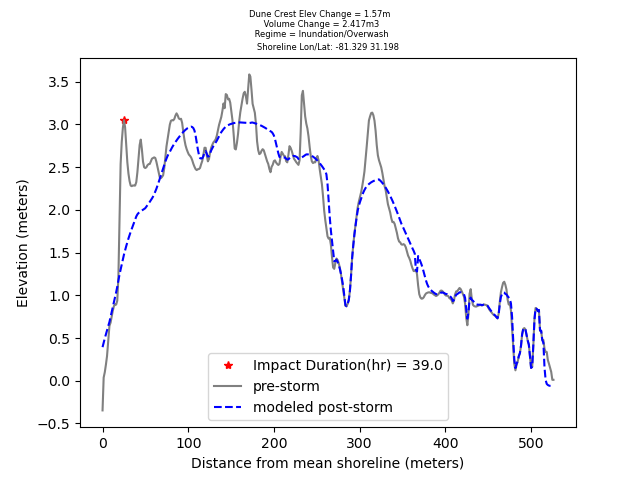 Dune Crest Elev Change = 1.57m
Volume Change = 2.417m3
Regime = Inundation/Overwash
Shoreline Lon/Lat: -81.329 31.198
3.5
3.0
2.5
2.0
1.5
1.0
0.5
0.0
−0.5
Elevation (meters)
Impact Duration(hr) = 39.0
pre-storm
modeled post-storm
0 100 200 300 400 500
Distance from mean shoreline (meters)